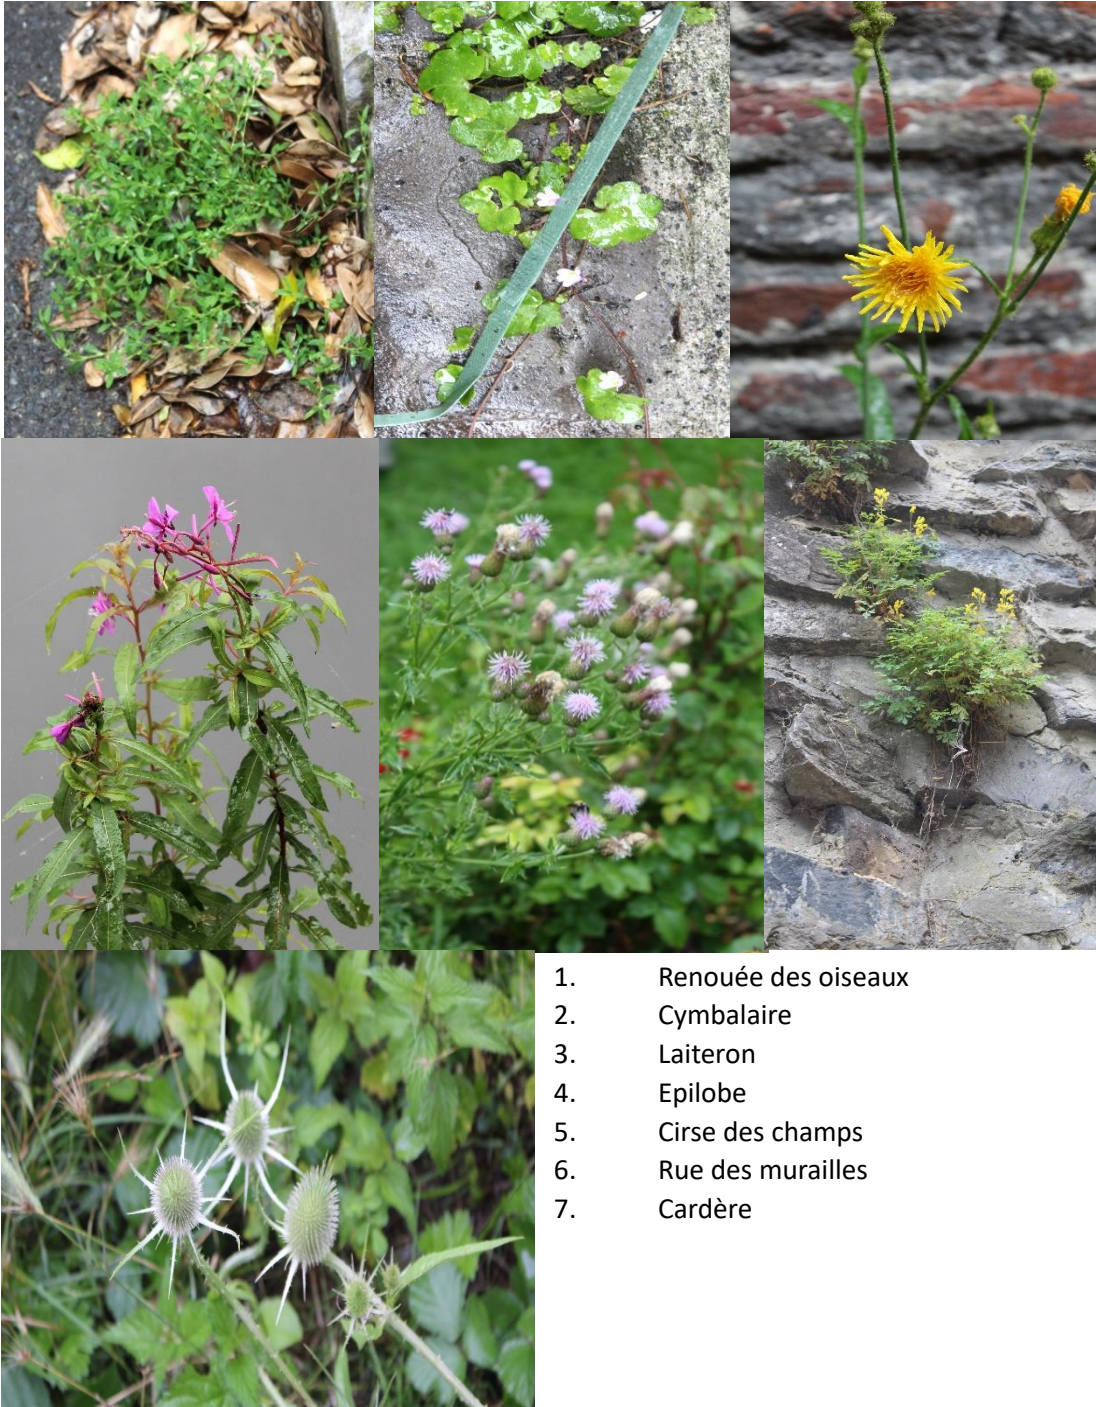 1. Renouée des oiseaux
2. Cymbalaire
3. Laiteron
4. Epilobe
5. Cirse des champs
6. Rue des murailles
7. Cardère